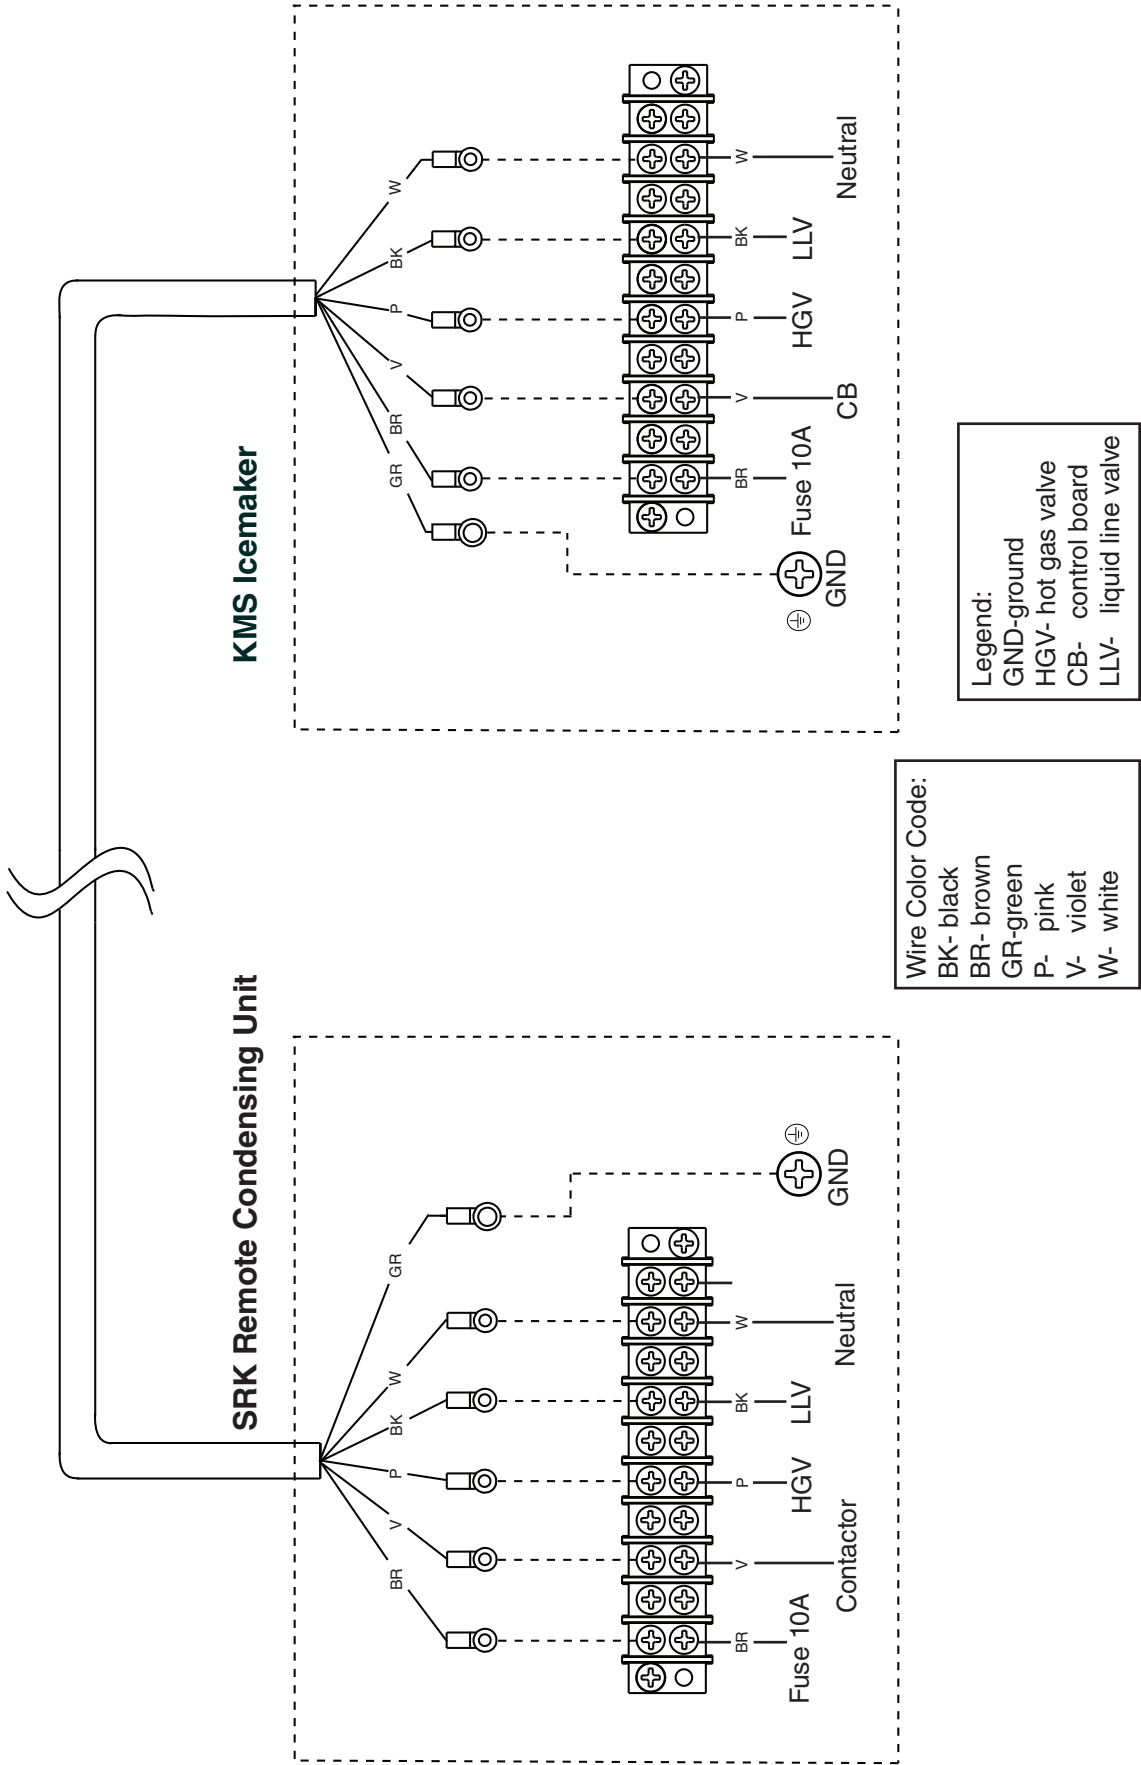 SRK Remote Condensing Unit
BR
V
P
BK
W
GR
BR
V
P
BK
W
Fuse 10A
Contactor
HGV
LLV
Neutral
GND
KMS Icemaker
GR
BR
V
P
BK
W
BR
V
P
BK
W
GND
Fuse 10A
CB
HGV
LLV
Neutral
Wire Color Code:
BK- black
BR- brown
GR-green
P- pink
V- violet
W- white
Legend:
GND-ground
HGV- hot gas valve
CB- control board
LLV- liquid line valve